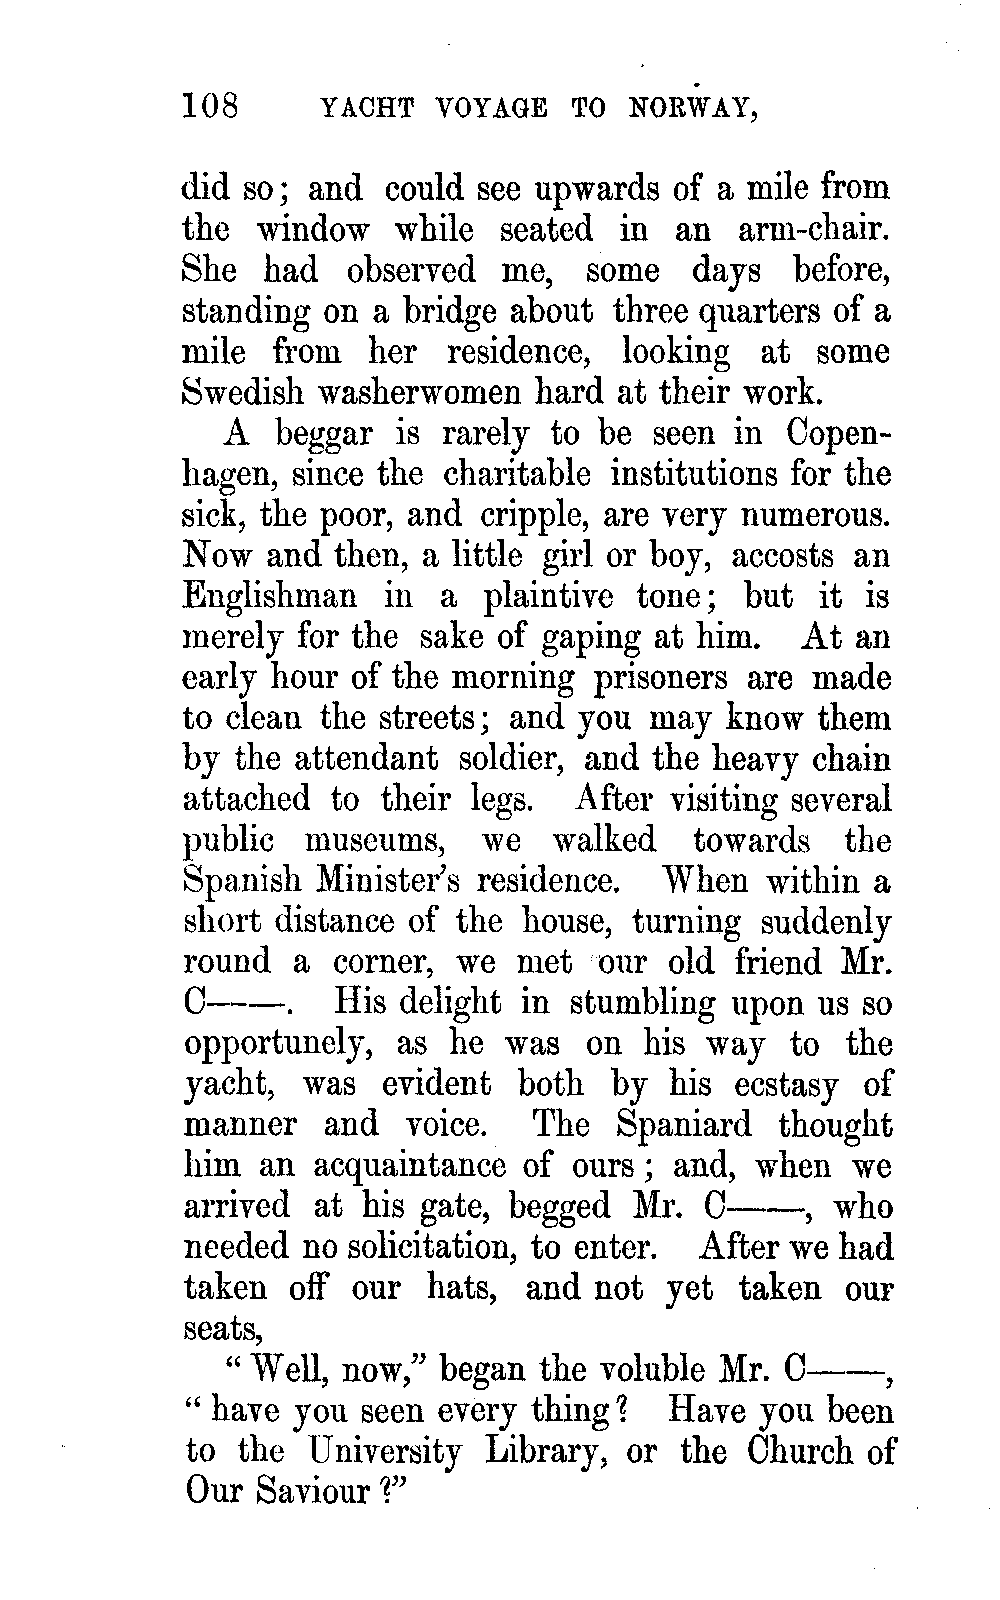 108 YACHT VOYAGE TO NORWAY,
did so; and could see upwards of a mile from
the window while seated in an arm-chair.
She had observed me, some days before,
standing on a bridge about three quarters of a
mile from her residence, looking at some
Swedish washerwomen hard at their work.
A beggar is rarely to be seen in Copen-
hagen, since the charitable institutions for the
sick, the poor, and cripple, are very numerous.
Now and then, a little girl or boy, accosts an
Englishman in a plaintive tone; but it is
merely for the sake of gaping at him. At an
early hour of the morning prisoners are made
to clean the streets; and you may know them
by the attendant soldier, and the heavy chain
attached to their legs. After visiting several
public museums, we walked towards the
Spanish Minister's residence. When within a
short distance of the house, turning suddenly
round a corner, we met our old friend Mr.
C——. His delight in stumbling upon us so
opportunely, as he was on his way to the
yacht, was evident both by his ecstasy of
manner and voice. The Spaniard thought
him an acquaintance of ours; and, when we
arrived at his gate, begged Mr. C——, who
needed no solicitation, to enter. After we had
taken off our hats, and not yet taken our
seats,
"Well, now," began the voluble Mr. C——,
"have you seen every thing? Have you been
to the University Library, or the Church of
Our Saviour?"